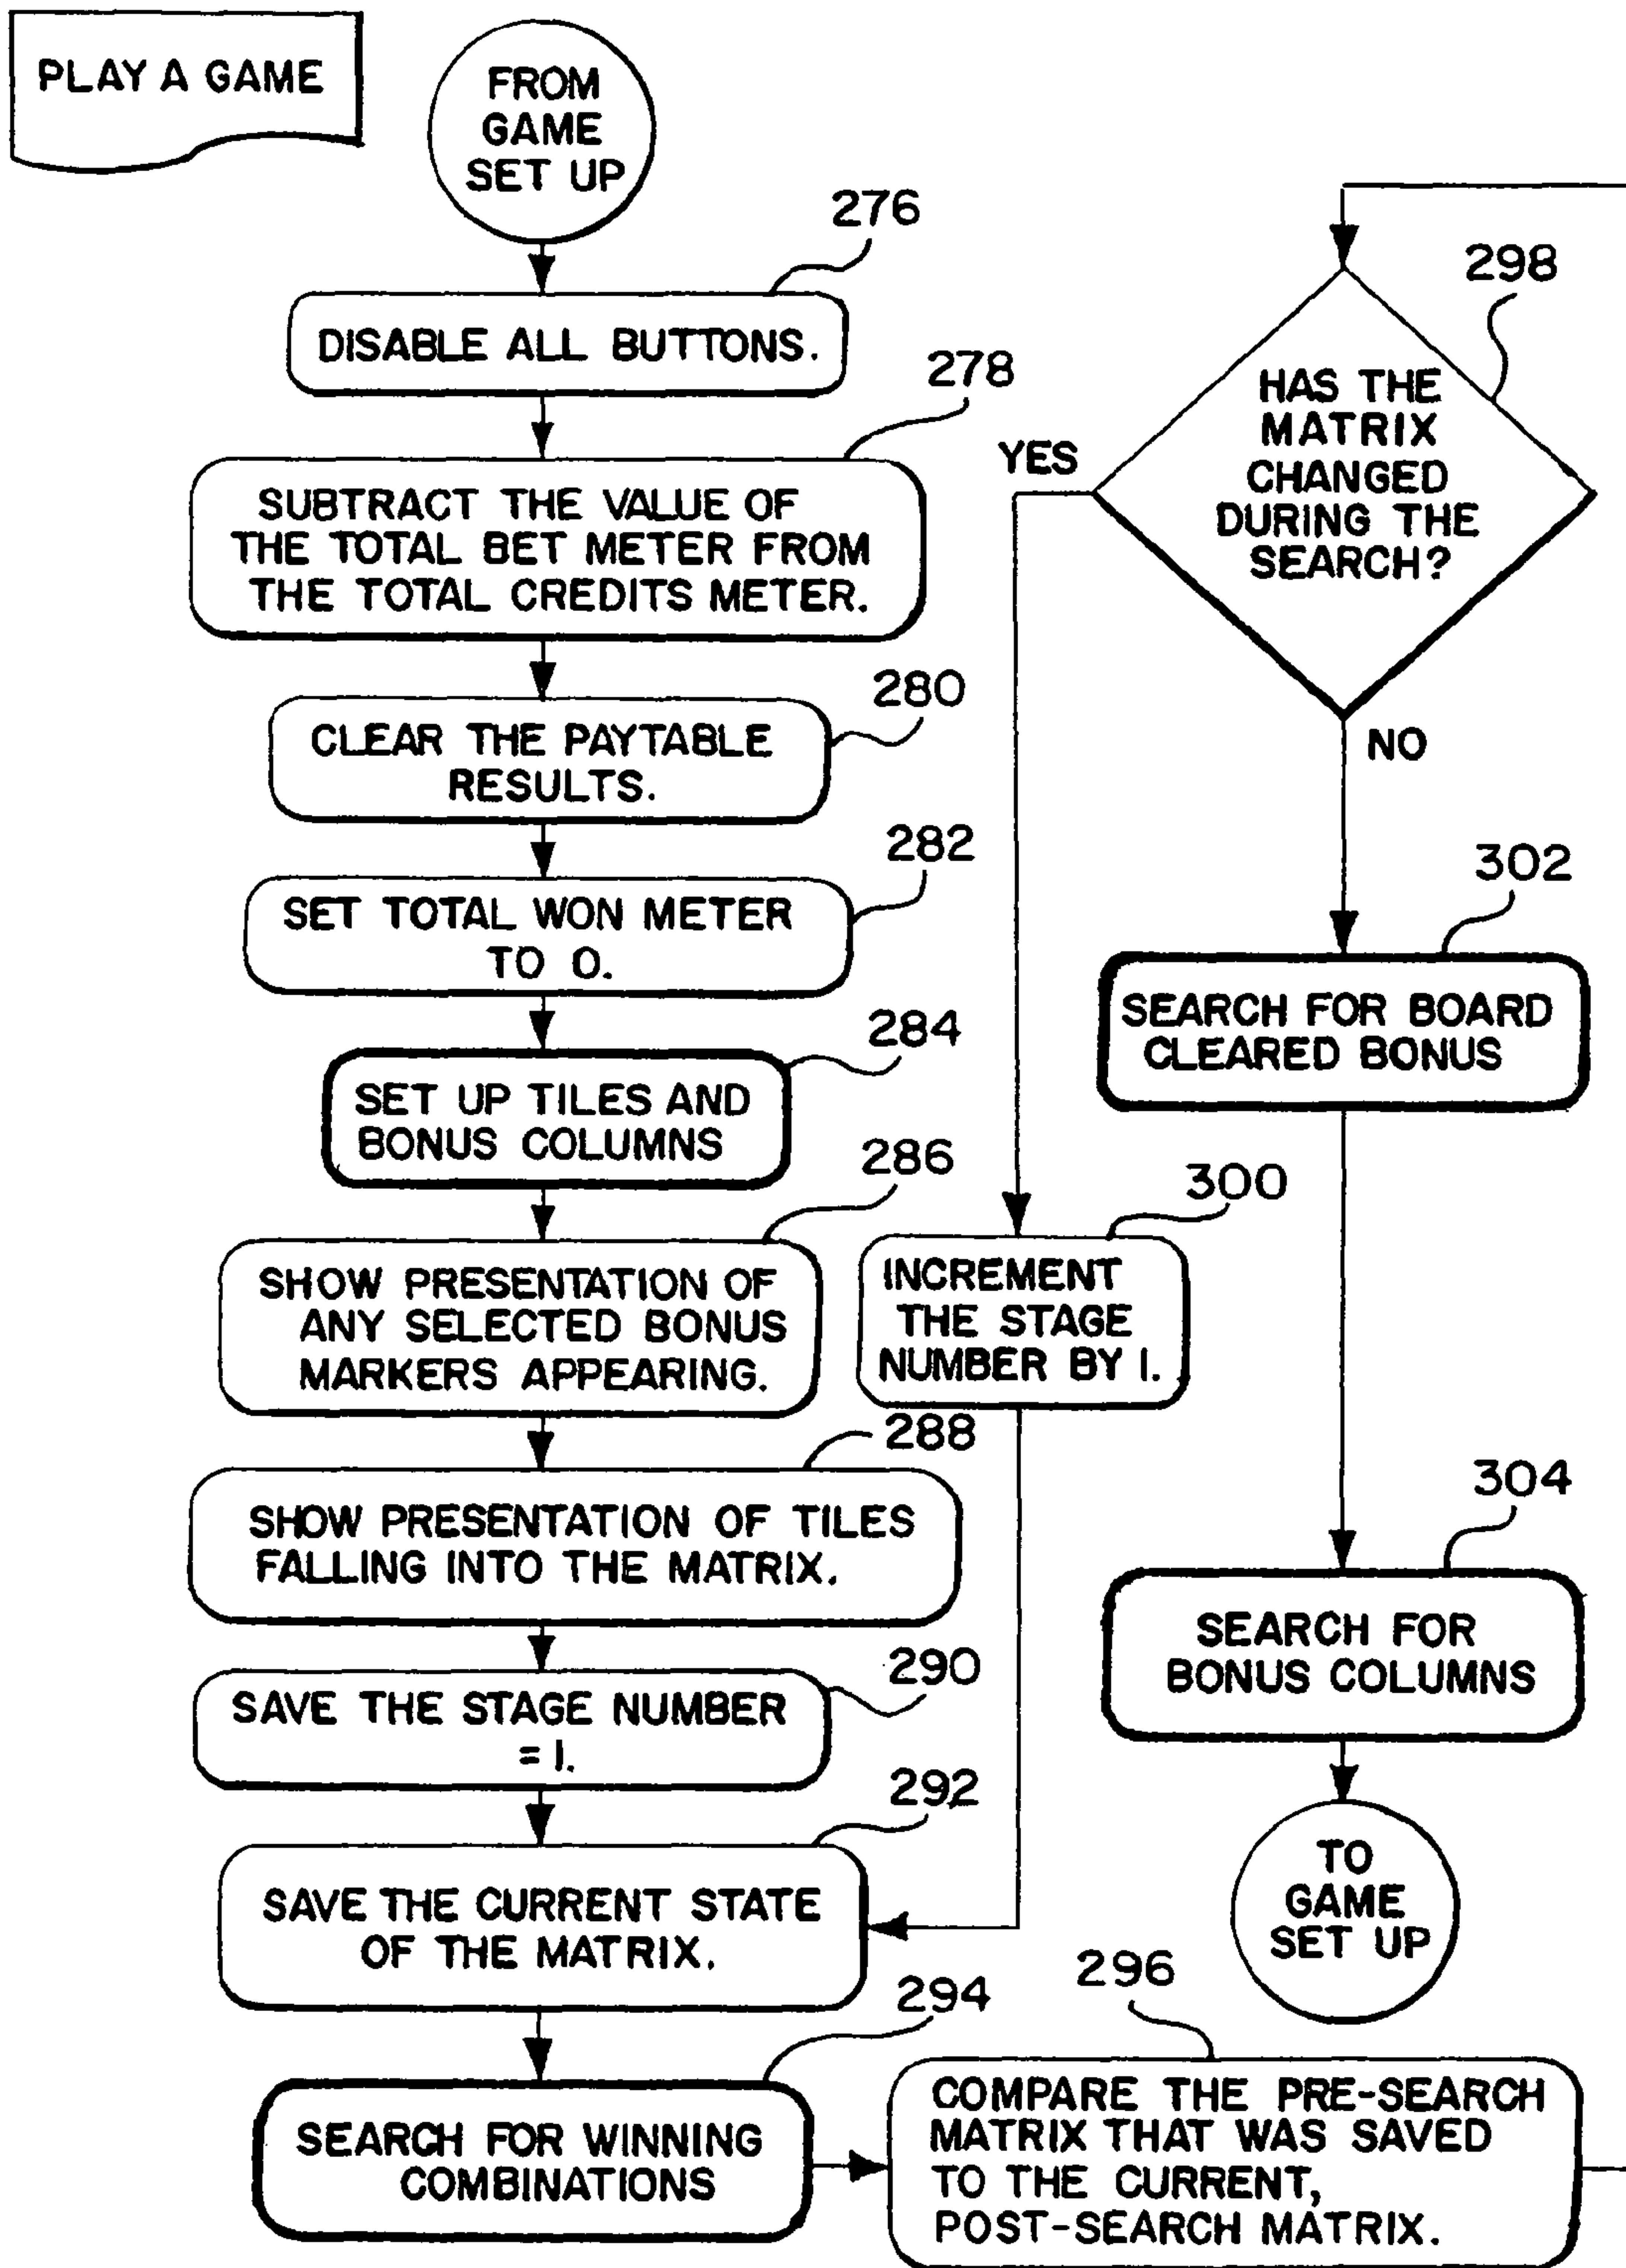 PLAY A GAME
FROM
GAME
SET UP
276
DISABLE ALL BUTTONS.
278
SUBTRACT THE VALUE OF
THE TOTAL BET METER FROM
THE TOTAL CREDITS METER.
280
CLEAR THE PAYTABLE
RESULTS.
282
SET TOTAL WON METER
TO 0.
284
SET UP TILES AND
BONUS COLUMNS
286
SHOW PRESENTATION OF
ANY SELECTED BONUS
MARKERS APPEARING.
288
SHOW PRESENTATION OF TILES
FALLING INTO THE MATRIX.
290
SAVE THE STAGE NUMBER
= 1.
292
SAVE THE CURRENT STATE
OF THE MATRIX.
294
SEARCH FOR WINNING
COMBINATIONS
296
COMPARE THE PRE-SEARCH
MATRIX THAT WAS SAVED
TO THE CURRENT,
POST-SEARCH MATRIX.
298
HAS THE
MATRIX
CHANGED
DURING THE
SEARCH?
YES
NO
300
INCREMENT
THE STAGE
NUMBER BY 1.
302
SEARCH FOR BOARD
CLEARED BONUS
304
SEARCH FOR
BONUS COLUMNS
TO
GAME
SET UP